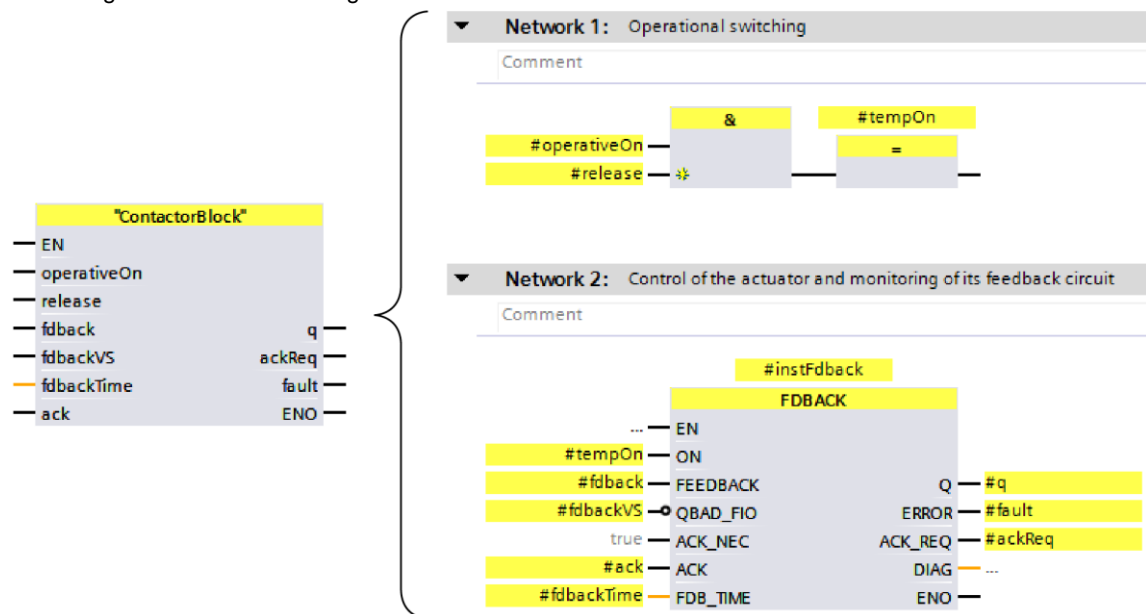 Network 1: Operational switching
Comment
&
#tempOn
#operativeOn
=
#release
"ContactorBlock"
EN
operativeOn
release
fdback
q
fdbackVS
ackReq
fdbackTime
fault
ack
ENO
Network 2: Control of the actuator and monitoring of its feedback circuit
Comment
#instFdback
FDBACK
... EN
#tempOn ON
#fdback FEEDBACK Q #q
#fdbackVS QBAD_FIO ERROR #fault
true ACK_NEC ACK_REQ #ackReq
#ack ACK DIAG ...
#fdbackTime FDB_TIME ENO